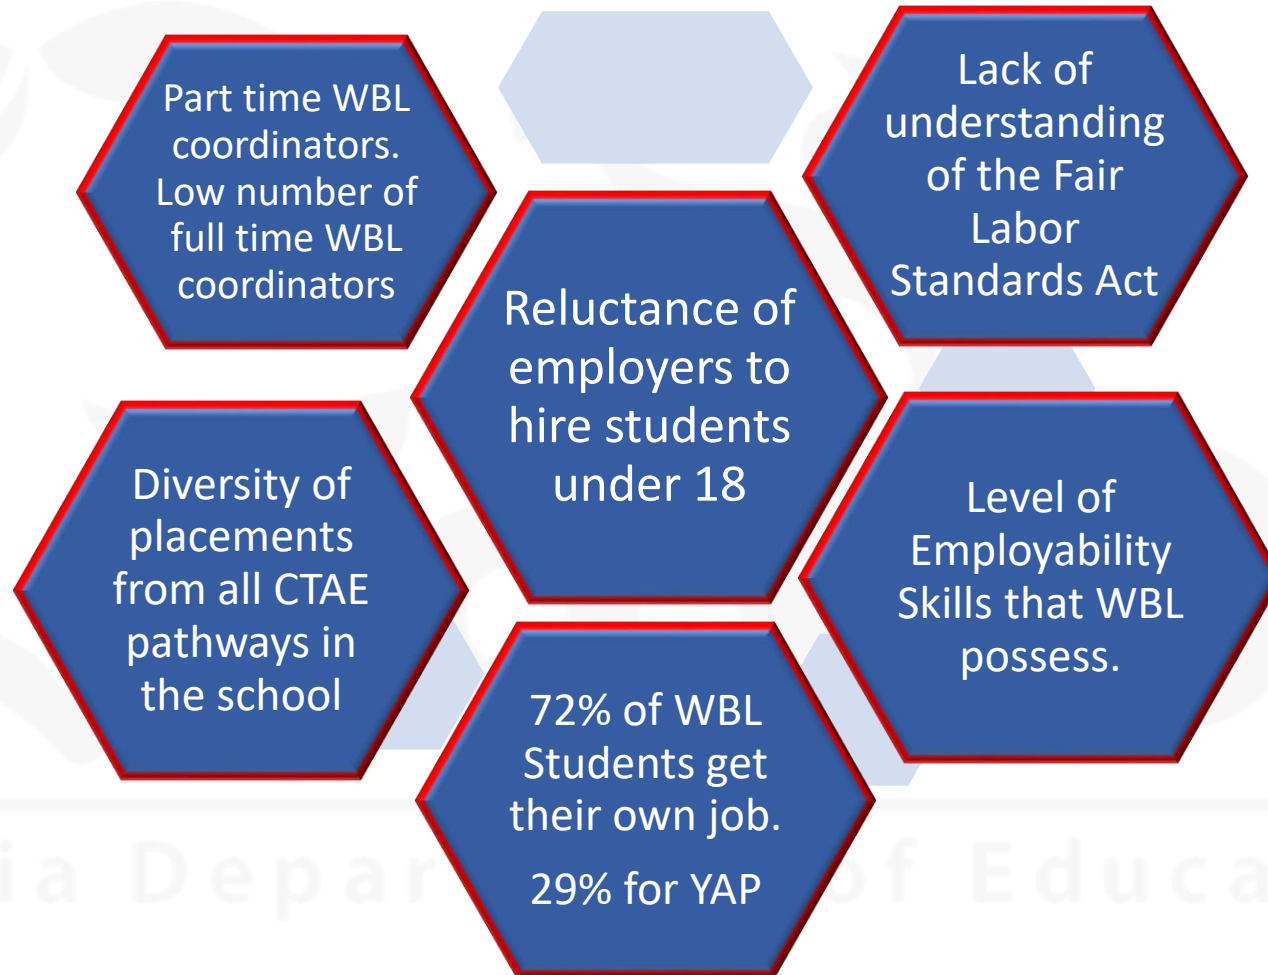 Part time WBL
coordinators.
Low number of
full time WBL
coordinators
Lack of
understanding
of the Fair
Labor
Standards Act
Reluctance of
employers to
hire students
under 18
Diversity of
placements
from all CTAE
pathways in
the school
Level of
Employability
Skills that WBL
possess.
72% of WBL
Students get
their own job.
29% for YAP
of